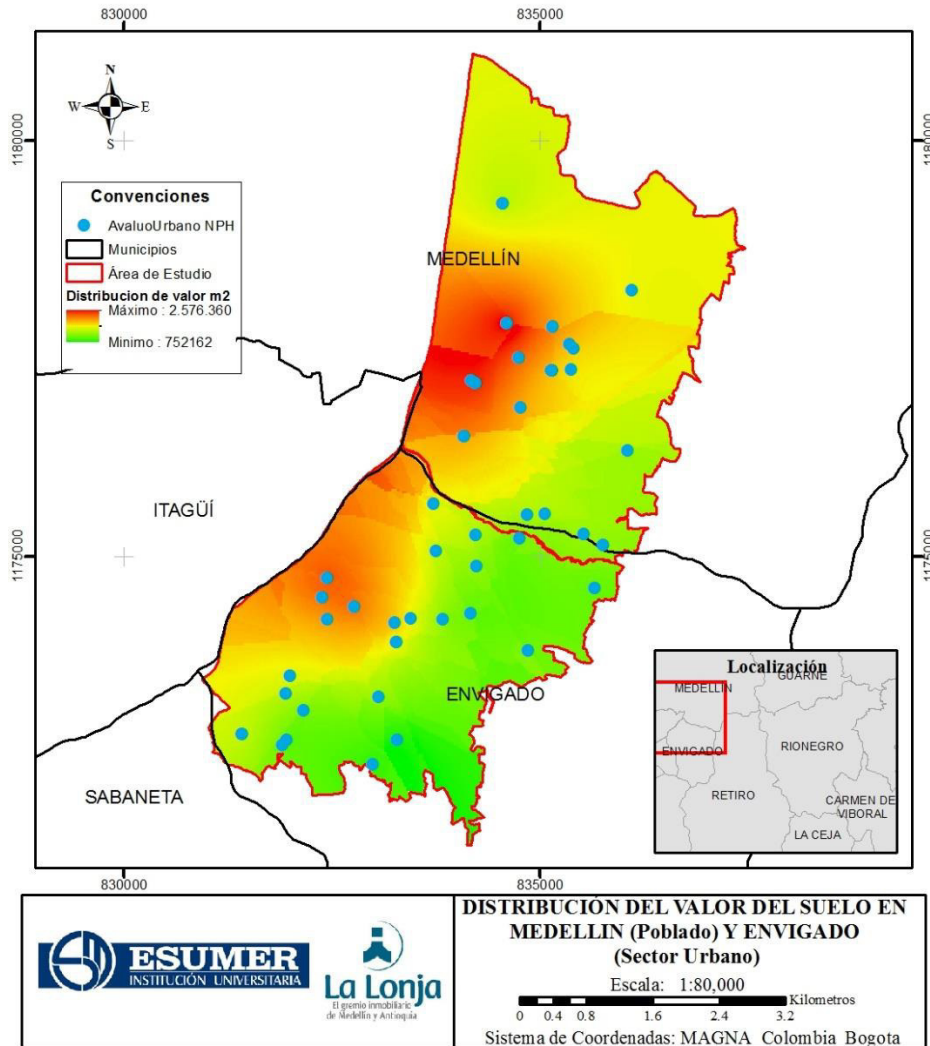 830000
835000
1180000
1180000
N
W
E
S
Convenciones
AvaluoUrbano NPH
Municipios
Área de Estudio
Distribucion de valor m2
Máximo : 2.576.360
Minimo : 752162
MEDELLÍN
ITAGÜÍ
1175000
1175000
ENVIGADO
SABANETA
Localización
GUARNE
MEDELLIN
ENVIGADO
RIONEGRO
RETIRO
CARMEN DE
VIBORAL
LA CEJA
830000
835000
ESUMER
INSTITUCIÓN UNIVERSITARIA
La Lonja
El gremio inmobiliario
de Medellín y Antioquia
DISTRIBUCIÓN DEL VALOR DEL SUELO EN
MEDELLIN (Poblado) Y ENVIGADO
(Sector Urbano)
Escala: 1:80,000
Kilometros
0 0.4 0.8 1.6 2.4 3.2
Sistema de Coordenadas: MAGNA Colombia Bogota